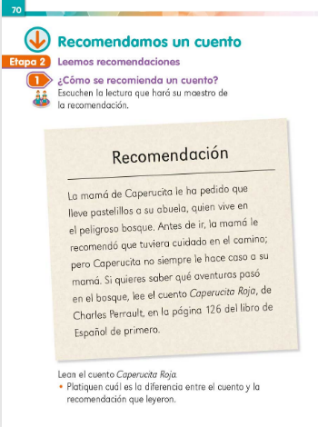 70
Recomendamos un cuento
Etapa 2 Leemos recomendaciones
1 ¿Cómo se recomienda un cuento?
Escuchen la lectura que hará su maestro de
la recomendación.
Recomendación
La mamá de Caperucita le ha pedido que
lleve pastelillos a su abuela, quien vive en
el peligroso bosque. Antes de ir, la mamá le
recomendó que tuviera cuidado en el camino;
pero Caperucita no siempre le hace caso a su
mamá. Si quieres saber qué aventuras pasó
en el bosque, lee el cuento Caperucita Roja, de
Charles Perrault, en la página 126 del libro de
Español de primero.
Lean el cuento Caperucita Roja.
• Platiquen cuál es la diferencia entre el cuento y la
recomendación que leyeron.